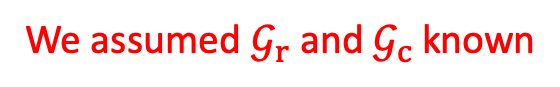 We assumed 𝒢r and 𝒢c known